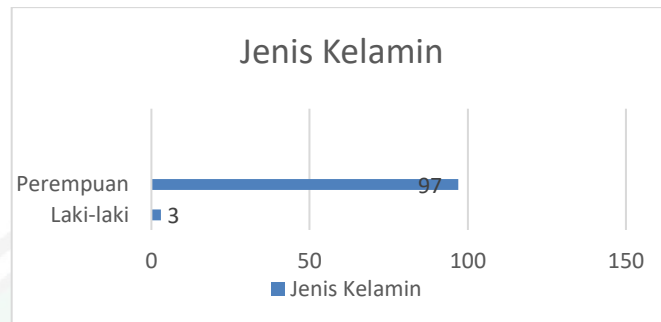 Jenis Kelamin
Perempuan 97
Laki-laki 3
0 50 100 150
Jenis Kelamin